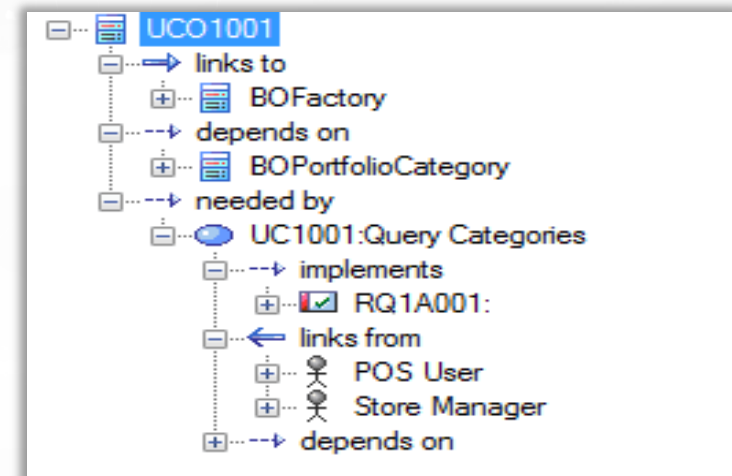 UCO1001
links to
BOFactory
depends on
BOPortfolioCategory
needed by
UC1001:Query Categories
implements
RQ1A001:
links from
POS User
Store Manager
depends on